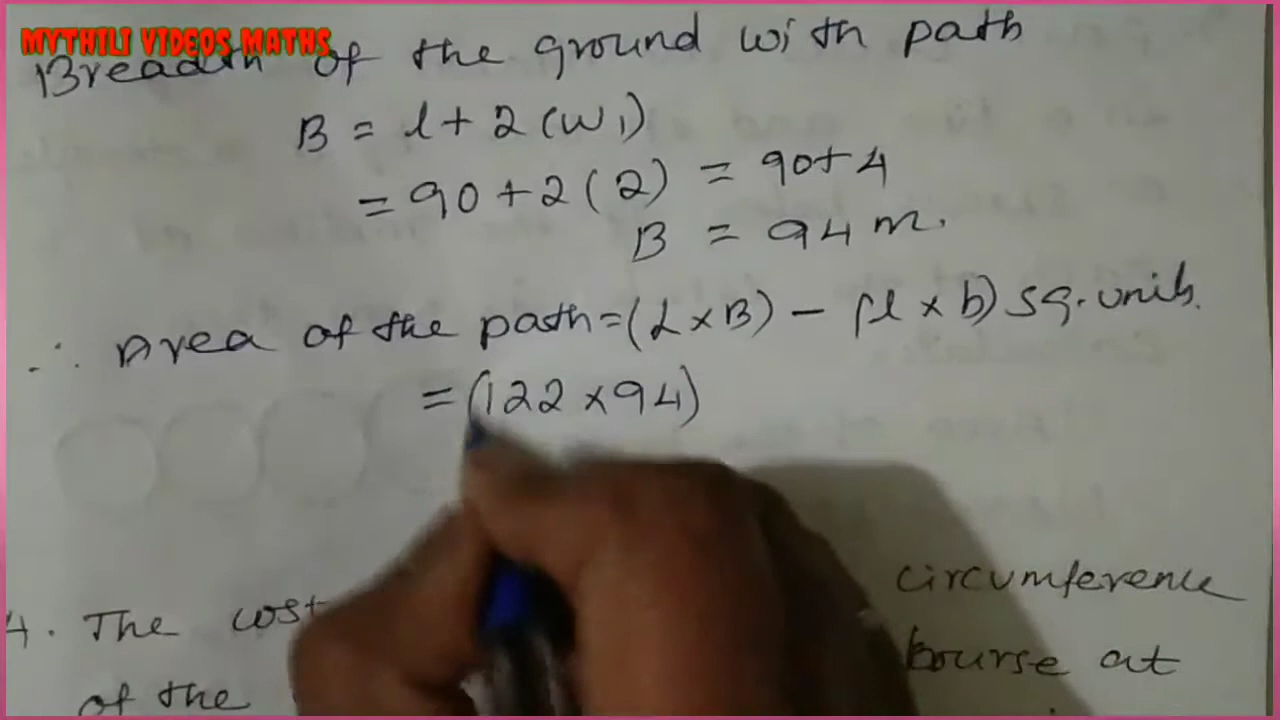 MYTHILI VIDEOS MATHS
Breadth of the ground with path
B = l + 2 (W1)
= 90 + 2 ( 2 ) = 90 + 4
B = 94 m.
∴ Area of the path = (L × B) - (l × b) sq. units.
= (122 × 94)
4. The cost circumference
of the course at